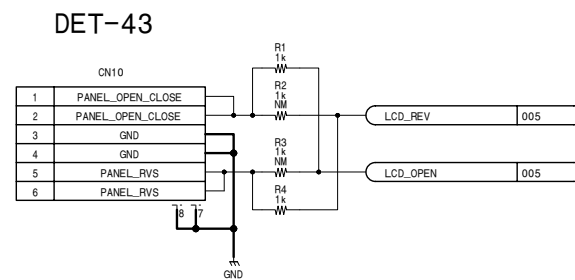 DET-43
CN10
1 PANEL_OPEN_CLOSE
2 PANEL_OPEN_CLOSE
3 GND
4 GND
5 PANEL_RVS
6 PANEL_RVS
8 7
GND
R1
1k
R2
1k
NM
R3
1k
NM
R4
1k
LCD_REV 005
LCD_OPEN 005